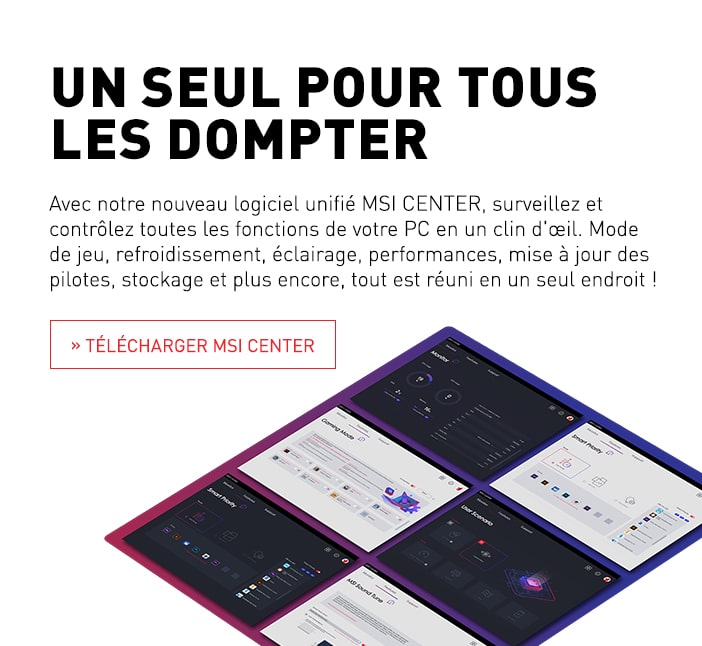 UN SEUL POUR TOUS
LES DOMPTER
Avec notre nouveau logiciel unifié MSI CENTER, surveillez et
contrôlez toutes les fonctions de votre PC en un clin d'œil. Mode
de jeu, refroidissement, éclairage, performances, mise à jour des
pilotes, stockage et plus encore, tout est réuni en un seul endroit !
» TÉLÉCHARGER MSI CENTER
Monitor
Gaming Mode
Smart Priority
Smart Priority
User Scenario
MSI Sound Tune